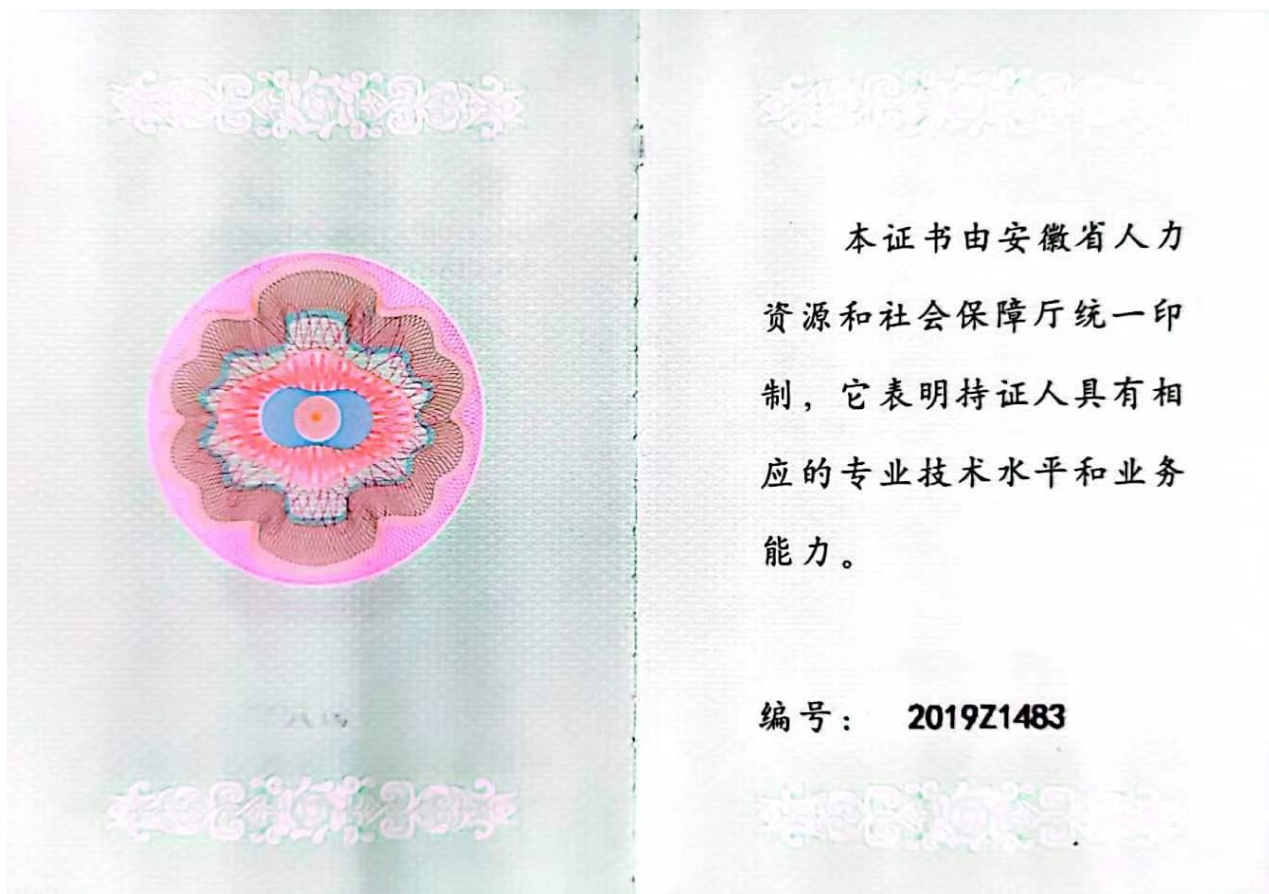 本证书由安徽省人力
资源和社会保障厅统一印
制，它表明持证人具有相
应的专业技术水平和业务
能力。
编号： 2019Z1483